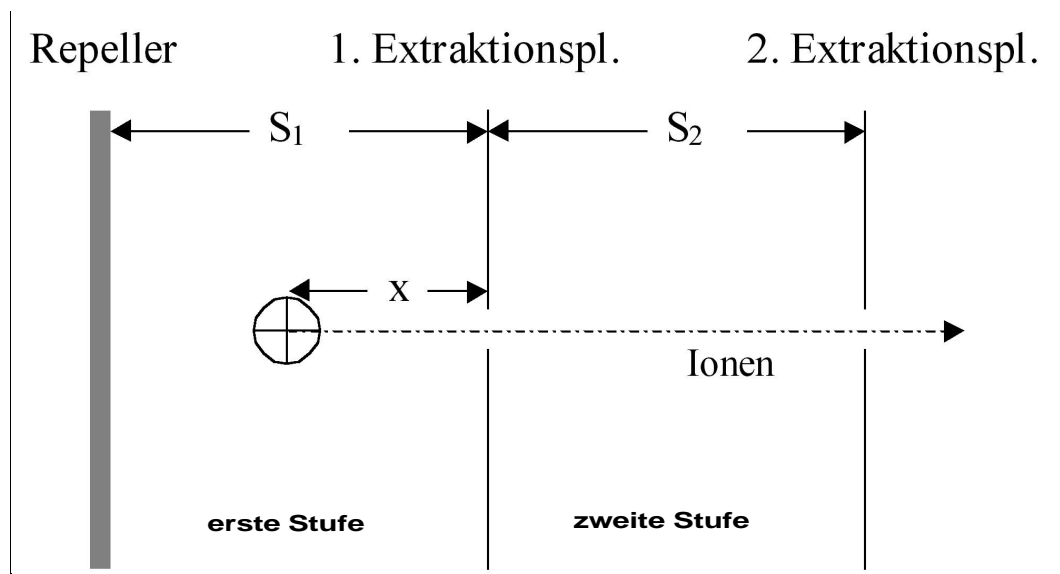 Repeller 1. Extraktionspl. 2. Extraktionspl.
S₁ S₂
x
Ionen
erste Stufe zweite Stufe